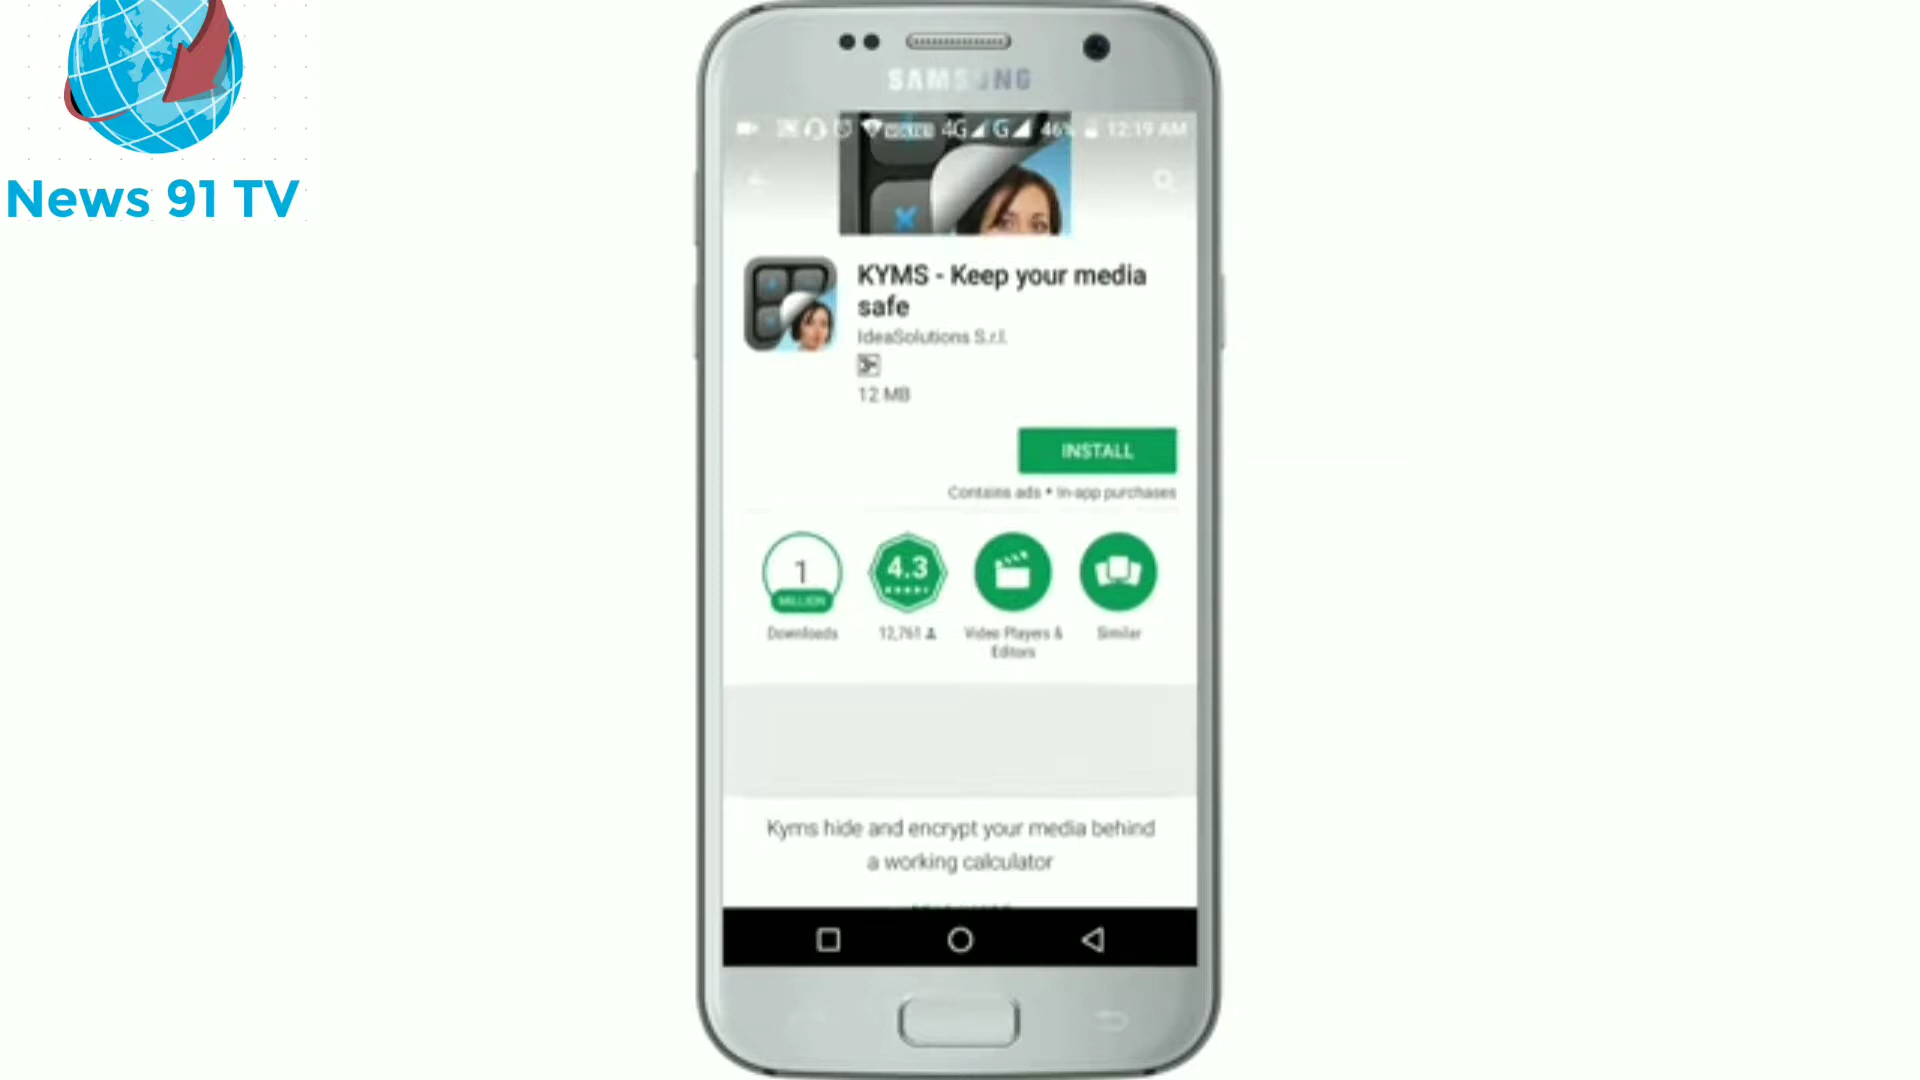 SAMSUNG
4G G 46% 12:19 AM
News 91 TV
KYMS - Keep your media
safe
IdeaSolutions S.r.l.
3+
12 MB
INSTALL
Contains ads • In-app purchases
1
MILLION
Downloads
4.3
12,761
Video Players &
Editors
Similar
Kyms hide and encrypt your media behind
a working calculator